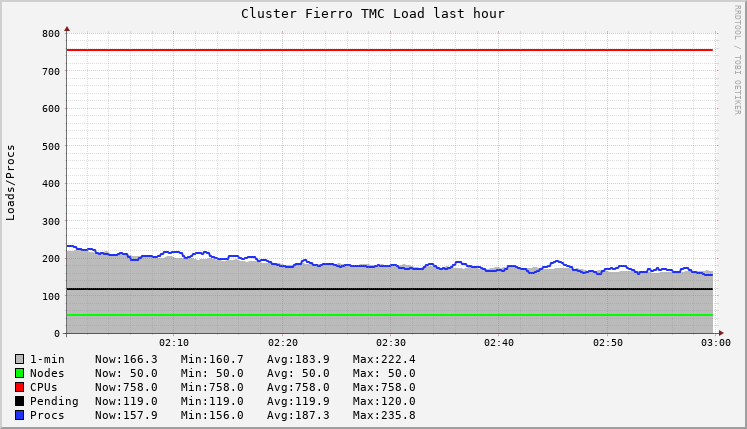 Cluster Fierro TMC Load last hour
RRDTOOL / TOBI OETIKER
Loads/Procs
800
700
600
500
400
300
200
100
0
02:10 02:20 02:30 02:40 02:50 03:00
1-min Now:166.3 Min:160.7 Avg:183.9 Max:222.4
Nodes Now: 50.0 Min: 50.0 Avg: 50.0 Max: 50.0
CPUs Now:758.0 Min:758.0 Avg:758.0 Max:758.0
Pending Now:119.0 Min:119.0 Avg:119.9 Max:120.0
Procs Now:157.9 Min:156.0 Avg:187.3 Max:235.8